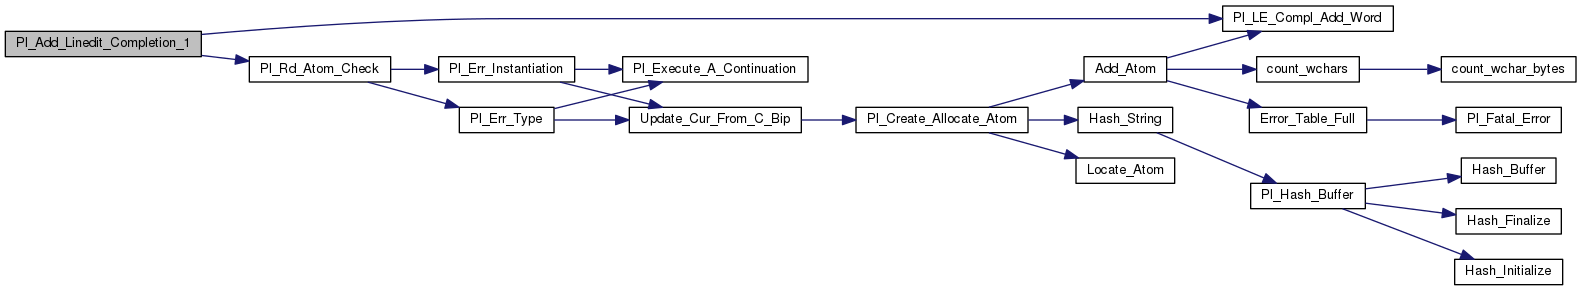 Pl_Add_Linedit_Completion_1
Pl_Rd_Atom_Check
Pl_Err_Instantiation
Pl_Err_Type
Pl_Execute_A_Continuation
Update_Cur_From_C_Bip
Pl_Create_Allocate_Atom
Add_Atom
Hash_String
Locate_Atom
Pl_LE_Compl_Add_Word
count_wchars
Error_Table_Full
Pl_Hash_Buffer
count_wchar_bytes
Pl_Fatal_Error
Hash_Buffer
Hash_Finalize
Hash_Initialize